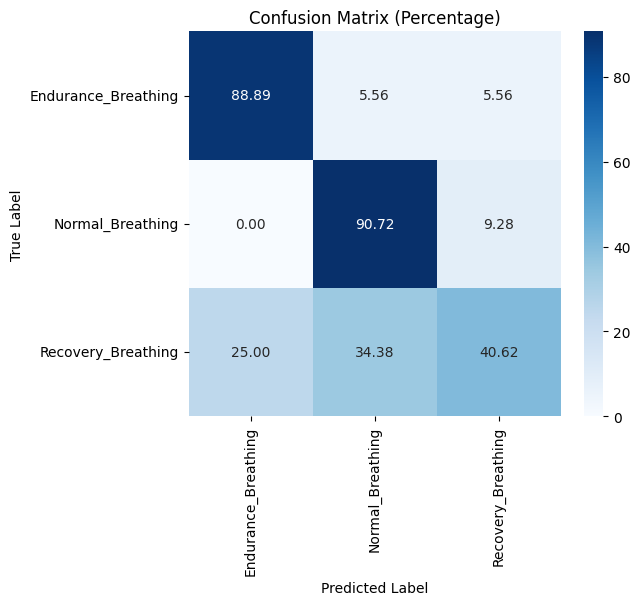 Confusion Matrix (Percentage)
True Label
Endurance_Breathing
88.89
5.56
5.56
Normal_Breathing
0.00
90.72
9.28
Recovery_Breathing
25.00
34.38
40.62
Endurance_Breathing
Normal_Breathing
Recovery_Breathing
Predicted Label
80
60
40
20
0